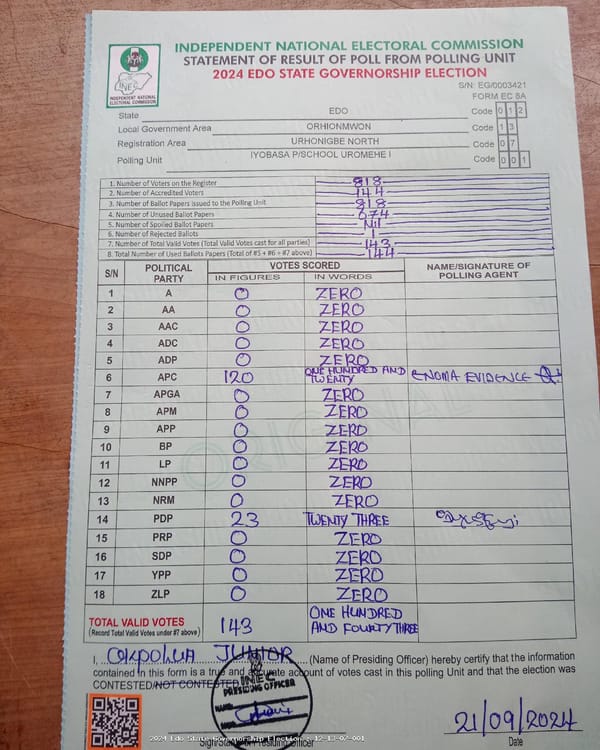 INDEPENDENT NATIONAL ELECTORAL COMMISSION
STATEMENT OF RESULT OF POLL FROM POLLING UNIT
2024 EDO STATE GOVERNORSHIP ELECTION
INEC
INDEPENDENT NATIONAL
ELECTORAL COMMISSION
S/N: EG/0003421
FORM EC 8A
State EDO Code 0 1 2
Local Government Area ORHIONMWON Code 1 3
Registration Area URHONIGBE NORTH Code 0 7
Polling Unit IYOBASA P/SCHOOL UROMEHE I Code 0 0 1
1. Number of Voters on the Register 818
2. Number of Accredited Voters 144
3. Number of Ballot Papers issued to the Polling Unit 818
4. Number of Unused Ballot Papers 674
5. Number of Spoiled Ballot Papers Nil
6. Number of Rejected Ballots 1
7. Number of Total Valid Votes (Total Valid Votes cast for all parties) 143
8. Total Number of Used Ballots Papers (Total of #5 + #6 + #7 above) 144
S/N POLITICAL PARTY VOTES SCORED NAME/SIGNATURE OF POLLING AGENT
IN FIGURES IN WORDS
1 A 0 ZERO
2 AA 0 ZERO
3 AAC 0 ZERO
4 ADC 0 ZERO
5 ADP 0 ZERO
6 APC 120 ONE HUNDRED AND TWENTY ENOMA EVIDENCE
7 APGA 0 ZERO
8 APM 0 ZERO
9 APP 0 ZERO
10 BP 0 ZERO
11 LP 0 ZERO
12 NNPP 0 ZERO
13 NRM 0 ZERO
14 PDP 23 TWENTY THREE
15 PRP 0 ZERO
16 SDP 0 ZERO
17 YPP 0 ZERO
18 ZLP 0 ZERO
ORIGINAL
TOTAL VALID VOTES 143 ONE HUNDRED AND FOURTY THREE
(Record Total Valid Votes under #7 above)
I, JUNIOR (Name of Presiding Officer) hereby certify that the information
contained in this form is a true and accurate account of votes cast in this polling Unit and that the election was
CONTESTED/NOT CONTESTED
INEC
PRESIDING OFFICER
NAME
21/09/2024
Date
2024 Edo State Governorship Election - 12-13-07-001